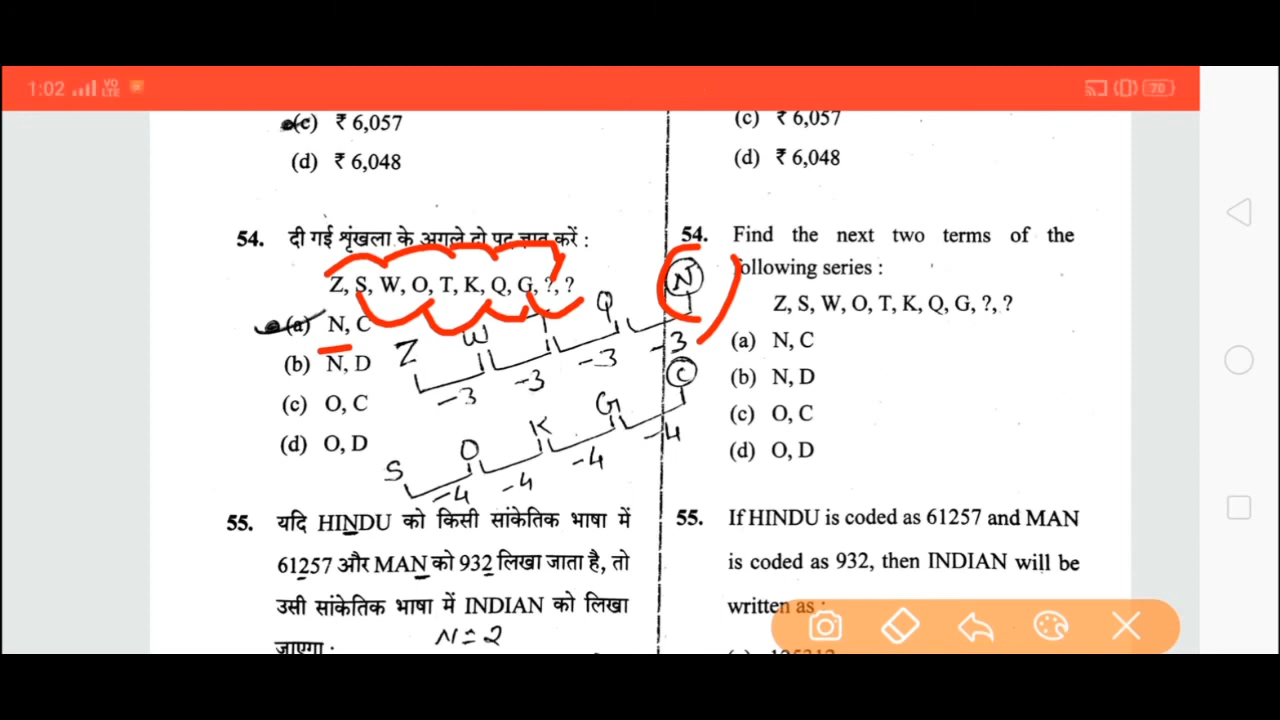 1:02 VO LTE 70
(c) ₹ 6,057
(d) ₹ 6,048
54. दी गई शृंखला के अगले दो पद ज्ञात करें :
Z, S, W, O, T, K, Q, G, ?, ?
(a) N, C
(b) N, D
(c) O, C
(d) O, D
Z W T Q N
-3 -3 -3 -3
S O K G C
-4 -4 -4 -4
55. यदि HINDU को किसी सांकेतिक भाषा में
61257 और MAN को 932 लिखा जाता है, तो
उसी सांकेतिक भाषा में INDIAN को लिखा
जाएगा :
N = 2
(c) ₹ 6,057
(d) ₹ 6,048
54. Find the next two terms of the
following series :
Z, S, W, O, T, K, Q, G, ?, ?
(a) N, C
(b) N, D
(c) O, C
(d) O, D
55. If HINDU is coded as 61257 and MAN
is coded as 932, then INDIAN will be
written as :